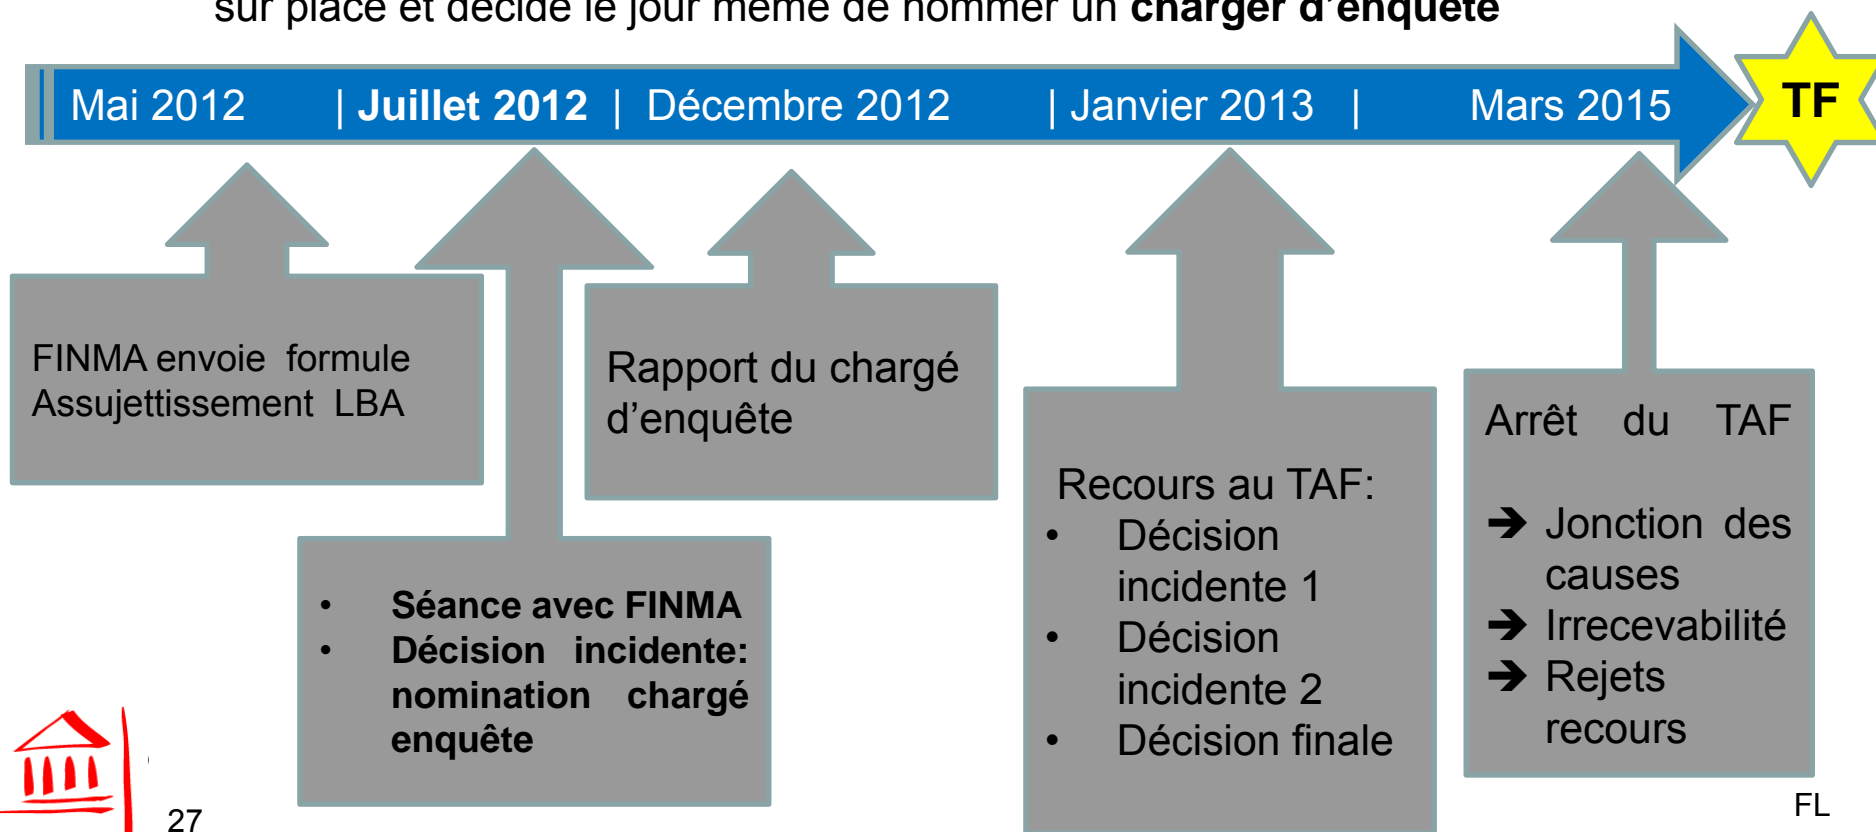 sur place et décide le jour même de nommer un charger d’enquête
Mai 2012 | Juillet 2012 | Décembre 2012 | Janvier 2013 | Mars 2015
TF
FINMA envoie formule
Assujettissement LBA
• Séance avec FINMA
• Décision incidente:
nomination chargé
enquête
Rapport du chargé
d’enquête
Recours au TAF:
• Décision
incidente 1
• Décision
incidente 2
• Décision finale
Arrêt du TAF
➔ Jonction des
causes
➔ Irrecevabilité
➔ Rejets
recours
27
FL